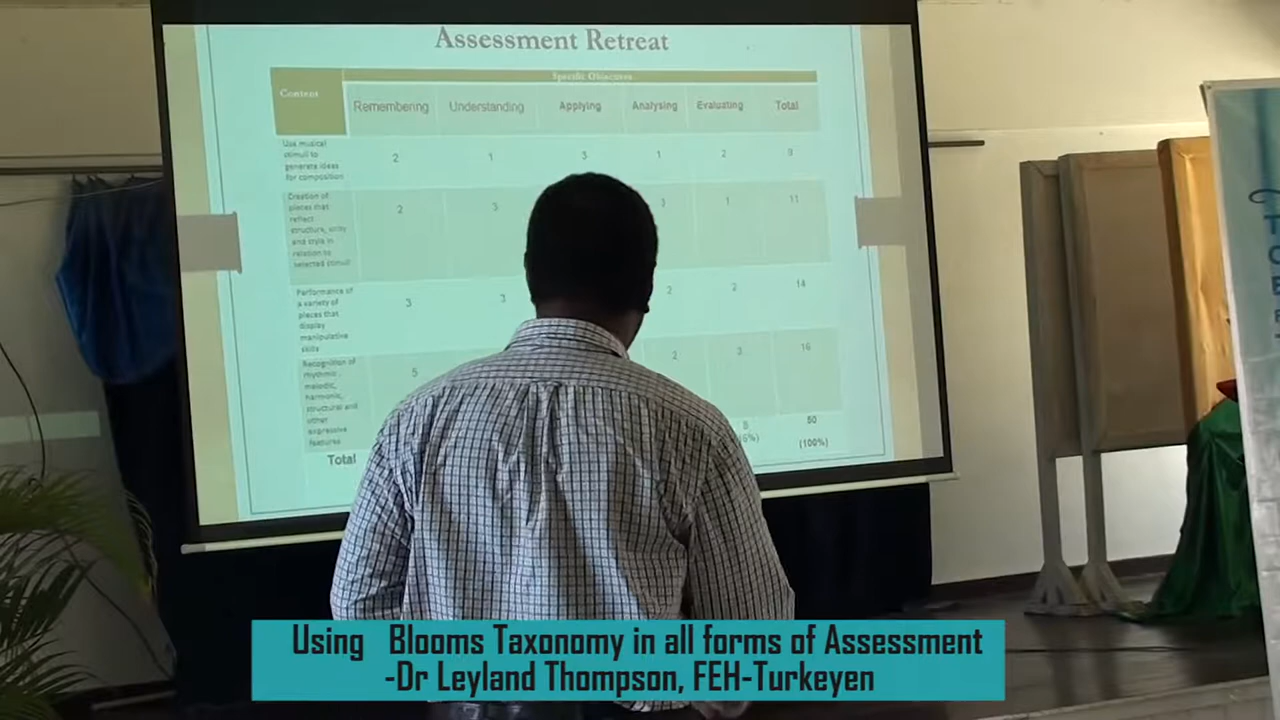 Assessment Retreat
Specific Objectives
Content
Remembering Understanding Applying Analysing Evaluating Total
Use musical
stimuli to
generate ideas
for composition
2 1 3 1 2 9
Creation of
pieces that
reflect
structure, unity
and style in
relation to
selected stimuli
2 3 3 1 11
Performance of
a variety of
pieces that
display
manipulative
skills
3 3 2 2 14
Recognition of
rhythmic,
melodic,
harmonic,
structural and
other
expressive
features
5 2 3 16
Total
8 50
(100%)
Using Blooms Taxonomy in all forms of Assessment
-Dr Leyland Thompson, FEH-Turkeyen